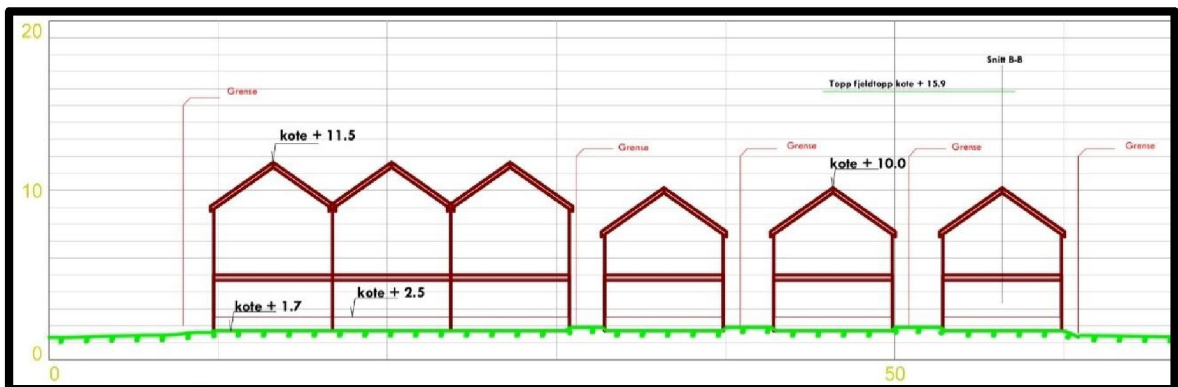 20
Snitt B-B
Topp fjeldtopp kote + 15.9
Grense
kote + 11.5
Grense
Grense
Grense
Grense
kote + 10.0
10
kote + 2.5
kote + 1.7
0
0
50